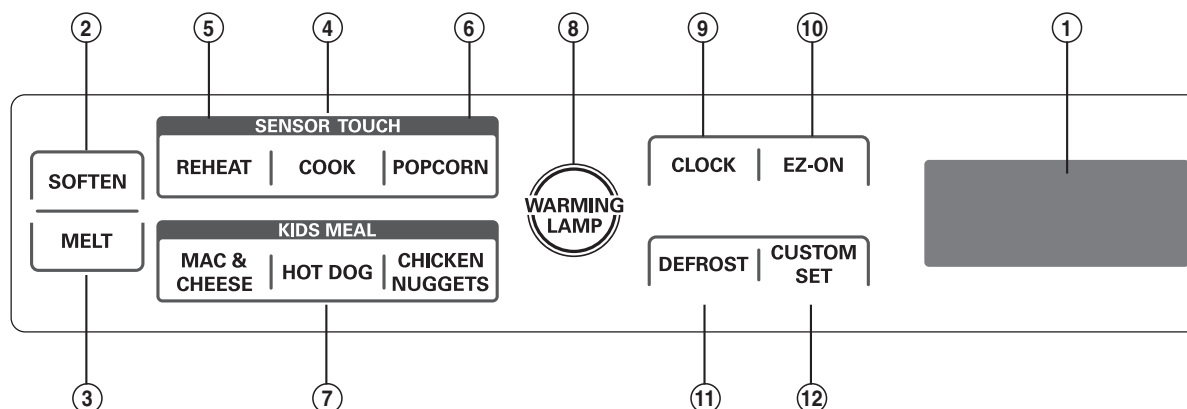 ② ⑤ ④ ⑥ ⑧ ⑨ ⑩ ①
SENSOR TOUCH
REHEAT COOK POPCORN
SOFTEN
MELT
KIDS MEAL
MAC &
CHEESE
HOT DOG
CHICKEN
NUGGETS
WARMING
LAMP
CLOCK EZ-ON
DEFROST
CUSTOM
SET
③ ⑦ ⑪ ⑫